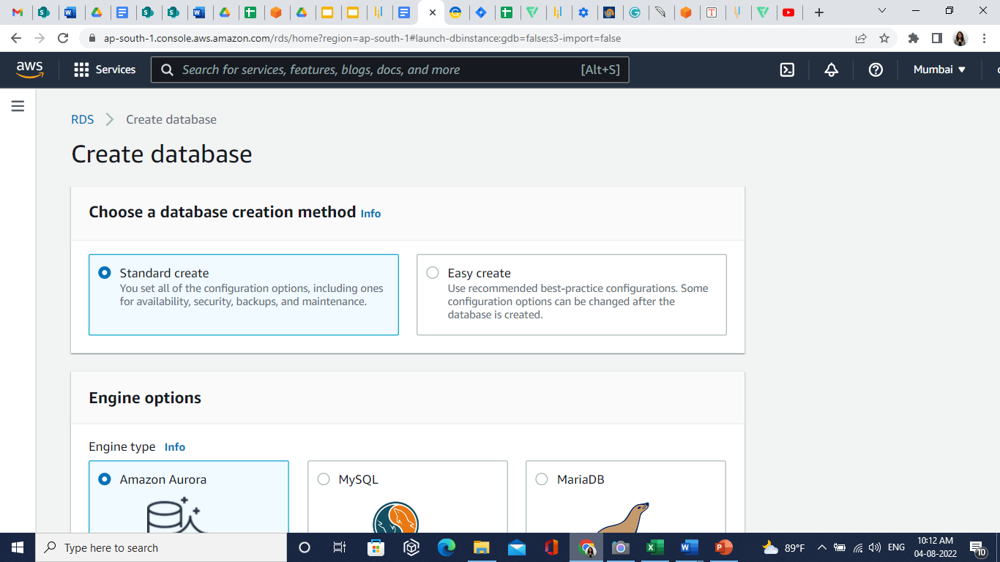 ap-south-1.console.aws.amazon.com/rds/home?region=ap-south-1#launch-dbinstance:gdb=false;s3-import=false
aws
Services
Search for services, features, blogs, docs, and more
[Alt+S]
Mumbai
RDS
Create database
Create database
Choose a database creation method Info
Standard create
You set all of the configuration options, including ones
for availability, security, backups, and maintenance.
Easy create
Use recommended best-practice configurations. Some
configuration options can be changed after the
database is created.
Engine options
Engine type Info
Amazon Aurora
MySQL
MariaDB
Type here to search
89°F
ENG
10:12 AM
04-08-2022
10